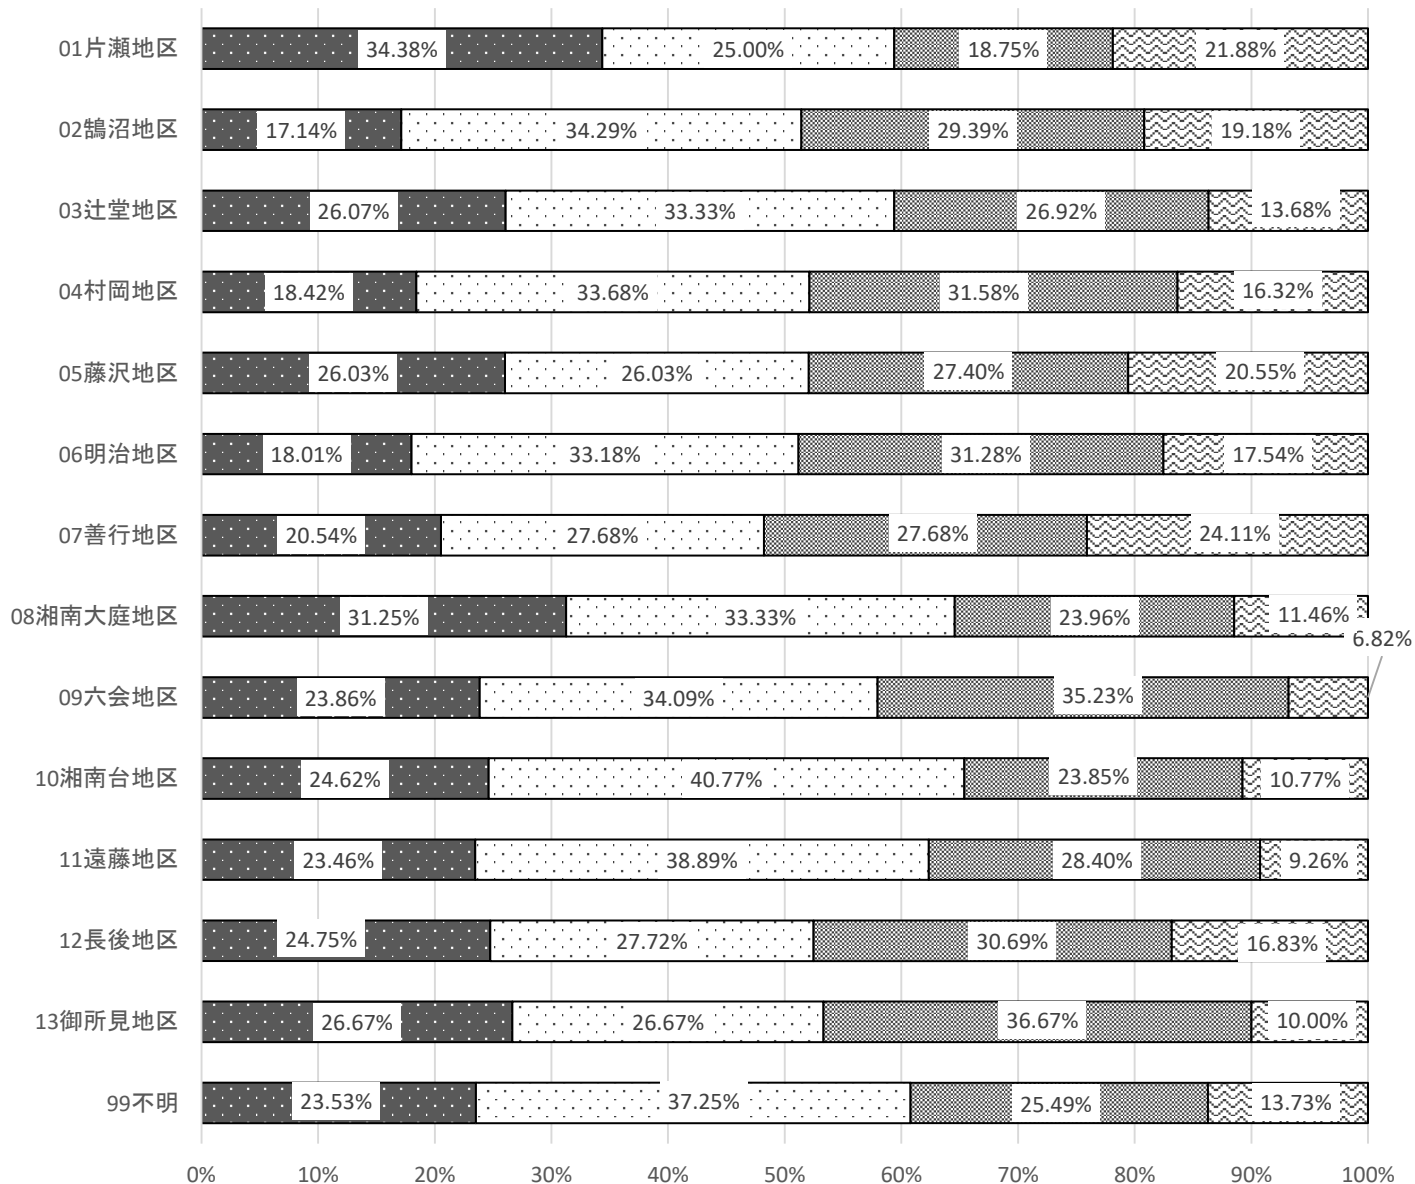 01片瀬地区 34.38% 25.00% 18.75% 21.88%
02鵠沼地区 17.14% 34.29% 29.39% 19.18%
03辻堂地区 26.07% 33.33% 26.92% 13.68%
04村岡地区 18.42% 33.68% 31.58% 16.32%
05藤沢地区 26.03% 26.03% 27.40% 20.55%
06明治地区 18.01% 33.18% 31.28% 17.54%
07善行地区 20.54% 27.68% 27.68% 24.11%
08湘南大庭地区 31.25% 33.33% 23.96% 11.46%
09六会地区 23.86% 34.09% 35.23% 6.82%
10湘南台地区 24.62% 40.77% 23.85% 10.77%
11遠藤地区 23.46% 38.89% 28.40% 9.26%
12長後地区 24.75% 27.72% 30.69% 16.83%
13御所見地区 26.67% 26.67% 36.67% 10.00%
99不明 23.53% 37.25% 25.49% 13.73%
0% 10% 20% 30% 40% 50% 60% 70% 80% 90% 100%